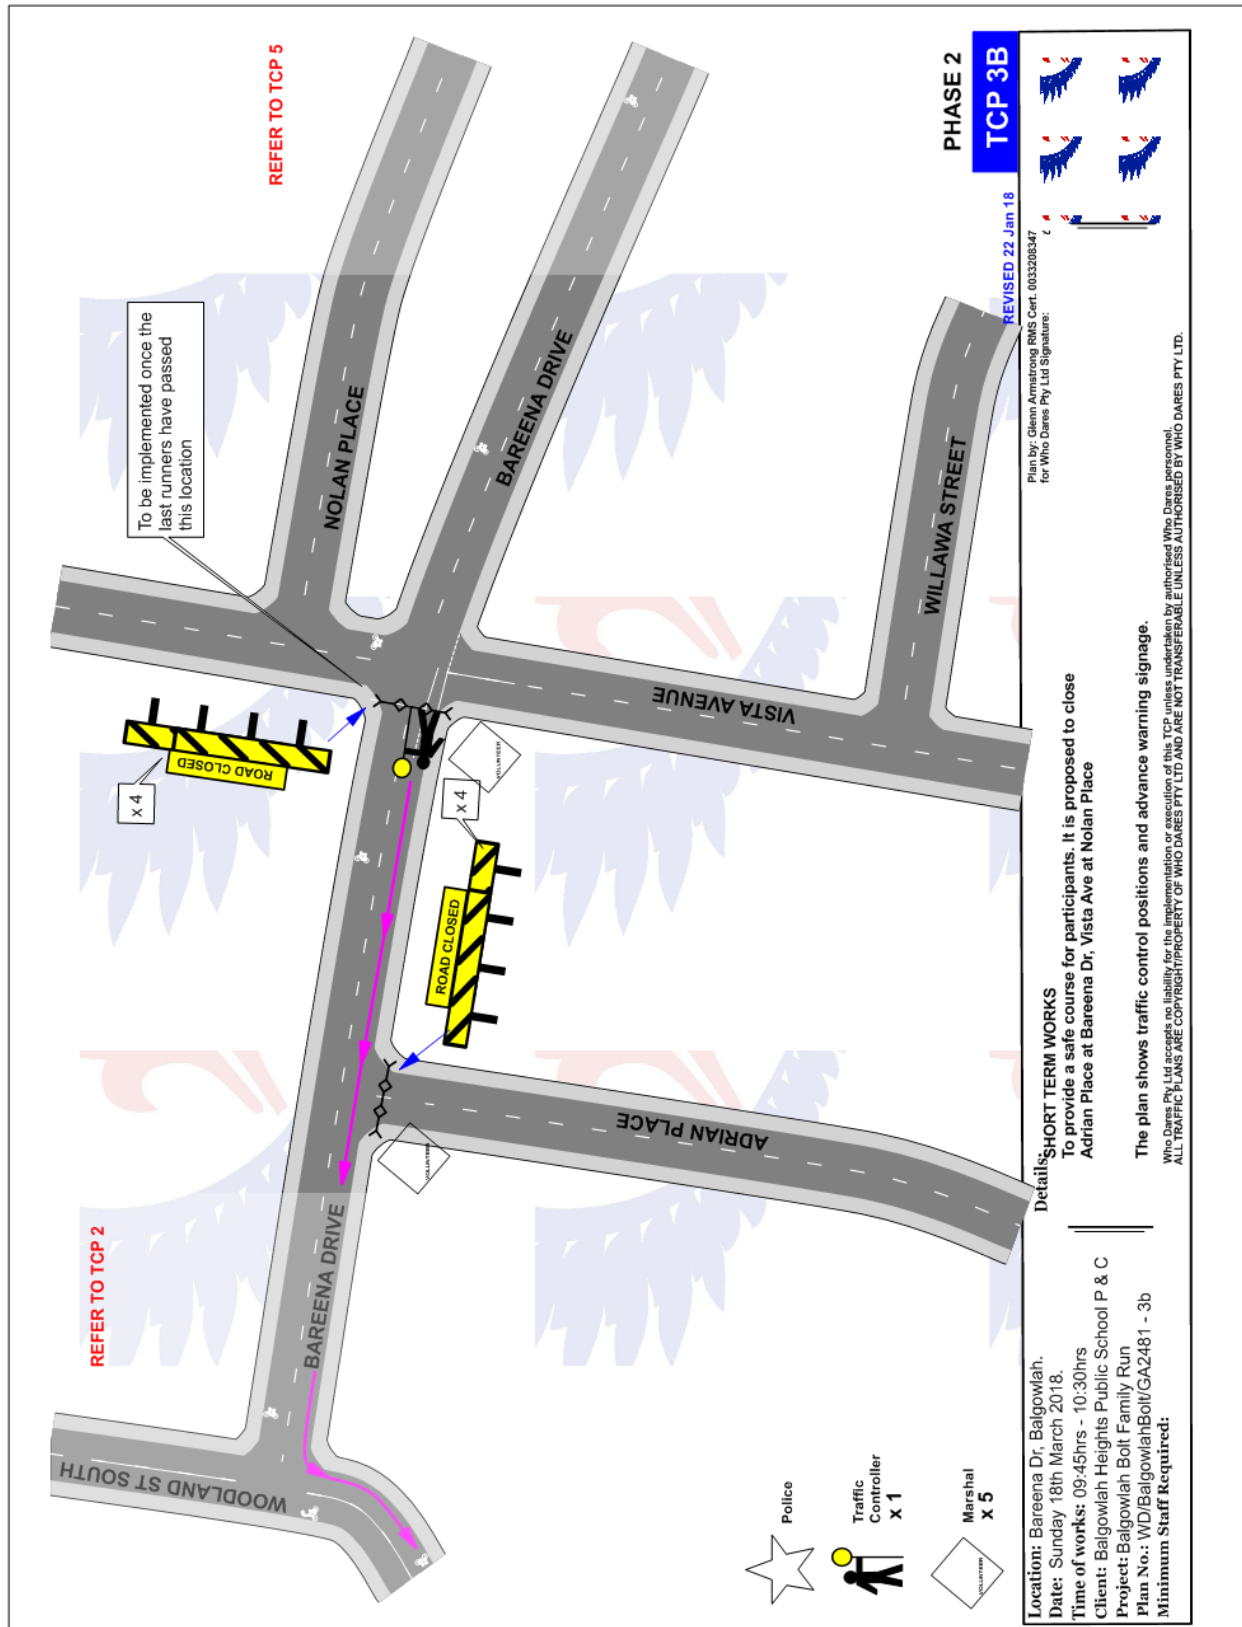 REFER TO TCP 2
REFER TO TCP 5
To be implemented once the
last runners have passed
this location
x 4
ROAD CLOSED
NOLAN PLACE
WOODLAND ST SOUTH
BAREENA DRIVE
BAREENA DRIVE
VOLUNTEER
x 4
ROAD CLOSED
VOLUNTEER
ADRIAN PLACE
VISTA AVENUE
WILLAWA STREET
Police
Traffic
Controller
x 1
VOLUNTEER
Marshal
x 5
PHASE 2
TCP 3B
REVISED 22 Jan 18
Location: Bareena Dr, Balgowlah.
Date: Sunday 18th March 2018.
Time of works: 09:45hrs - 10:30hrs
Client: Balgowlah Heights Public School P & C
Project: Balgowlah Bolt Family Run
Plan No.: WD/BalgowlahBolt/GA2481 - 3b
Minimum Staff Required:
Details:
SHORT TERM WORKS
To provide a safe course for participants. It is proposed to close
Adrian Place at Bareena Dr, Vista Ave at Nolan Place
The plan shows traffic control positions and advance warning signage.
Who Dares Pty Ltd accepts no liability for the implementation or execution of this TCP unless undertaken by authorised Who Dares personnel.
ALL TRAFFIC PLANS ARE COPYRIGHT/PROPERTY OF WHO DARES PTY LTD AND ARE NOT TRANSFERABLE UNLESS AUTHORISED BY WHO DARES PTY LTD.
Plan by: Glenn Armstrong RMS Cert. 0033208347
for Who Dares Pty Ltd Signature: